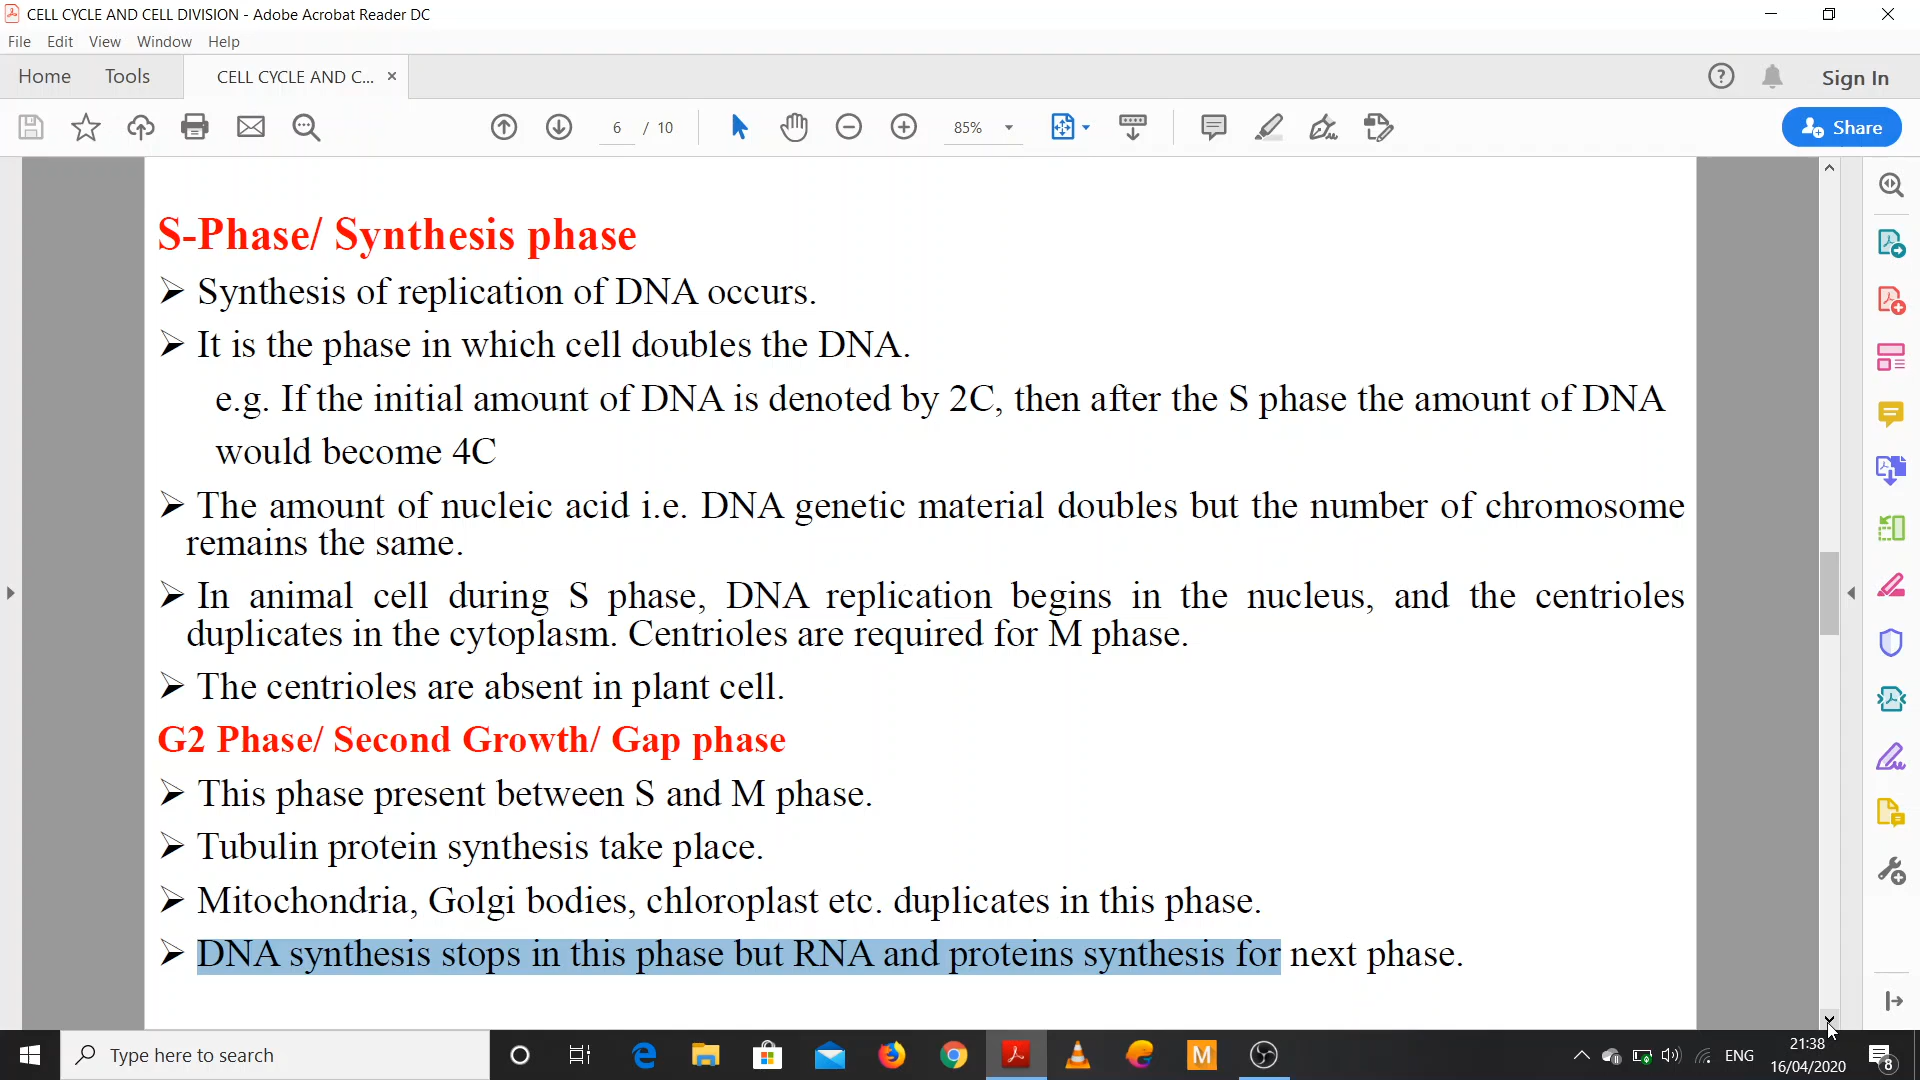 CELL CYCLE AND CELL DIVISION - Adobe Acrobat Reader DC
File Edit View Window Help
Home Tools CELL CYCLE AND C... × Sign In
6 / 10 85% Share
S-Phase/ Synthesis phase
➢ Synthesis of replication of DNA occurs.
➢ It is the phase in which cell doubles the DNA.
e.g. If the initial amount of DNA is denoted by 2C, then after the S phase the amount of DNA
would become 4C
➢ The amount of nucleic acid i.e. DNA genetic material doubles but the number of chromosome
remains the same.
➢ In animal cell during S phase, DNA replication begins in the nucleus, and the centrioles
duplicates in the cytoplasm. Centrioles are required for M phase.
➢ The centrioles are absent in plant cell.
G2 Phase/ Second Growth/ Gap phase
➢ This phase present between S and M phase.
➢ Tubulin protein synthesis take place.
➢ Mitochondria, Golgi bodies, chloroplast etc. duplicates in this phase.
➢ DNA synthesis stops in this phase but RNA and proteins synthesis for next phase.
Type here to search
M
ENG
21:38
16/04/2020
8